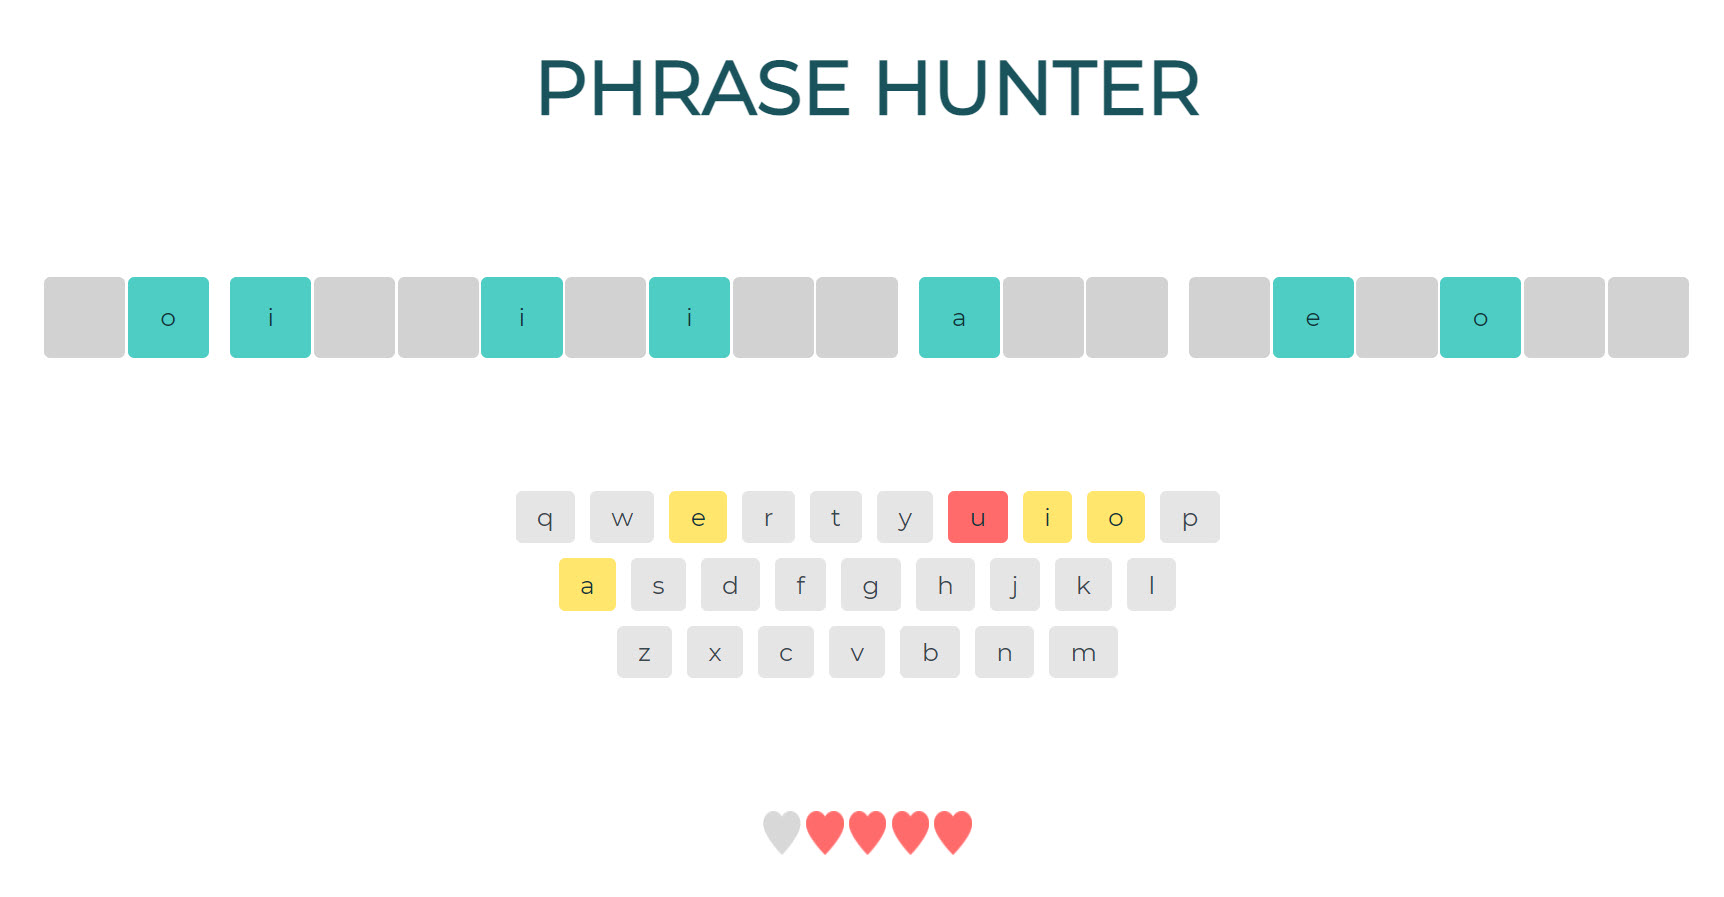 PHRASE HUNTER
o i i i a e o
q w e r t y u i o p
a s d f g h j k l
z x c v b n m